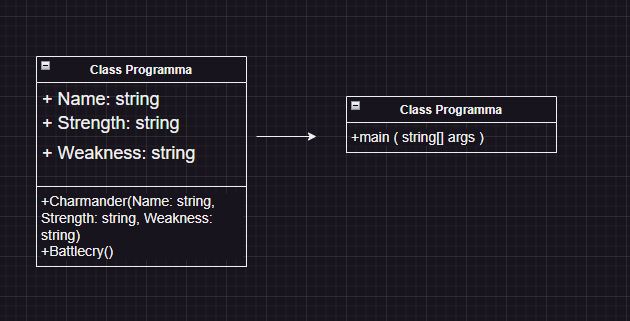 Class Programma
+ Name: string
+ Strength: string
+ Weakness: string
+Charmander(Name: string,
Strength: string, Weakness:
string)
+Battlecry()
Class Programma
+main ( string[] args )